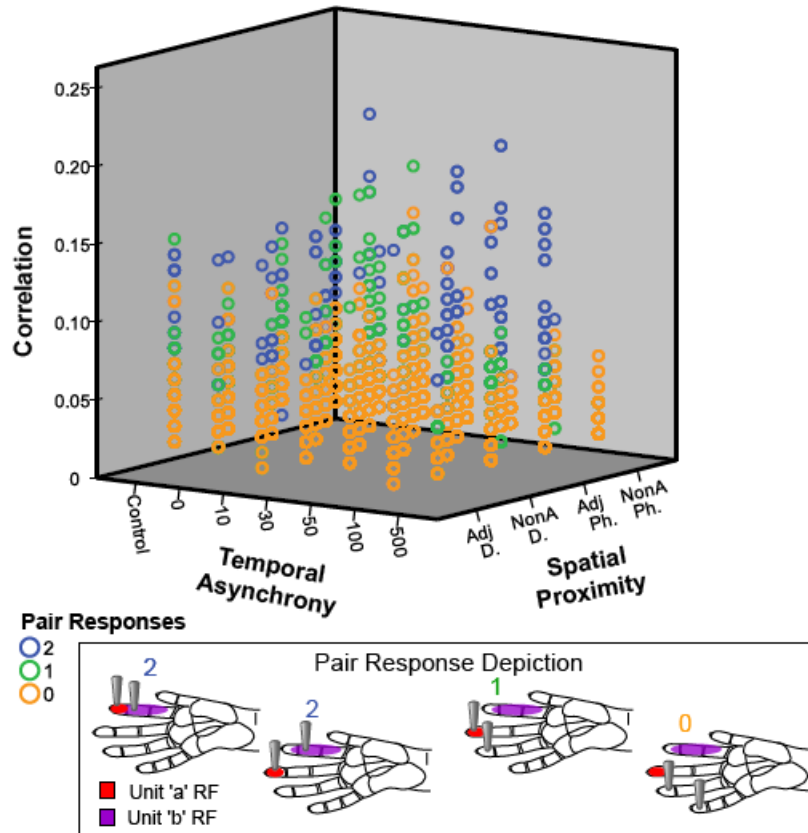 0.25
0.20
0.15
0.10
0.05
0
Correlation
Control
0
10
30
50
100
500
Temporal
Asynchrony
Adj
D.
NonA
D.
Adj
Ph.
NonA
Ph.
Spatial
Proximity
Pair Responses
2
1
0
Pair Response Depiction
2
2
1
0
Unit 'a' RF
Unit 'b' RF